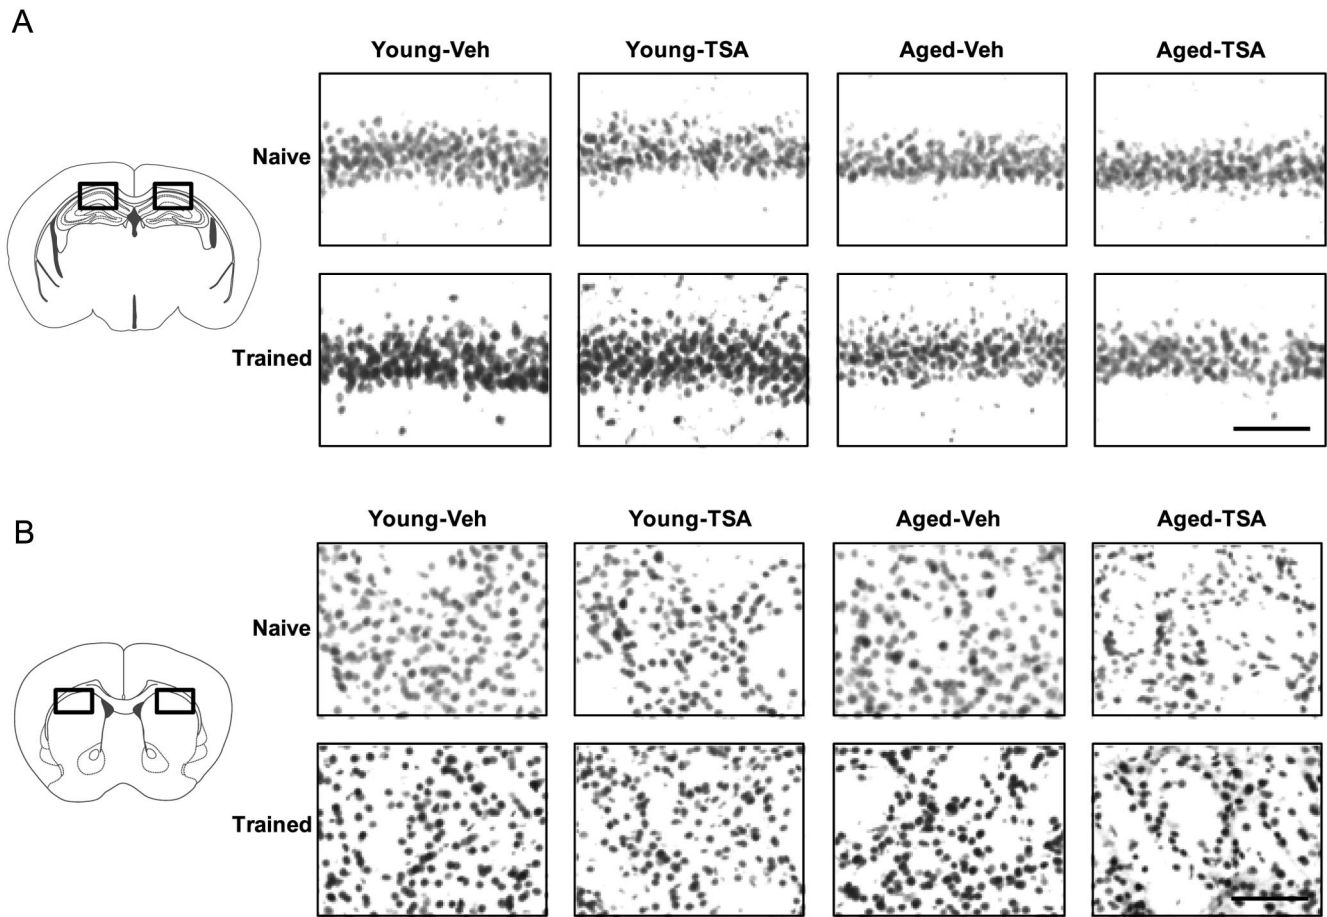 A
Young-Veh Young-TSA Aged-Veh Aged-TSA
Naive
Trained
B
Young-Veh Young-TSA Aged-Veh Aged-TSA
Naive
Trained